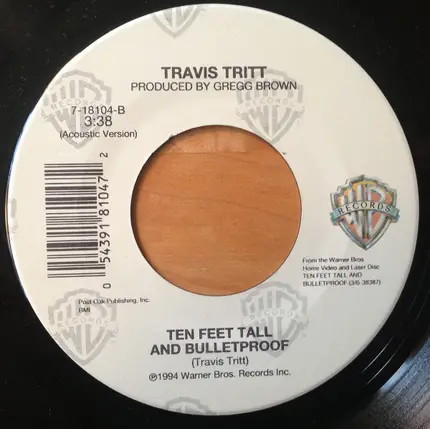 TRAVIS TRITT
PRODUCED BY GREGG BROWN
7-18104-B
3:38
(Acoustic Version)
0 54391 81047 2
RECORDS
From the Warner Bros.
Home Video and Laser Disc
TEN FEET TALL AND
BULLETPROOF (3/6-38387)
Post Oak Publishing, Inc.
BMI
TEN FEET TALL
AND BULLETPROOF
(Travis Tritt)
℗1994 Warner Bros. Records Inc.